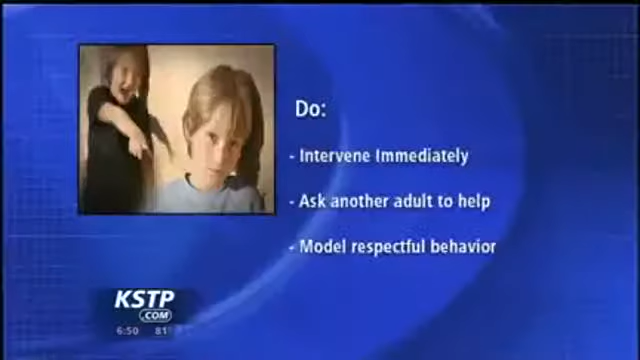 Do:
- Intervene Immediately
- Ask another adult to help
- Model respectful behavior
KSTP
.COM
6:50 81°